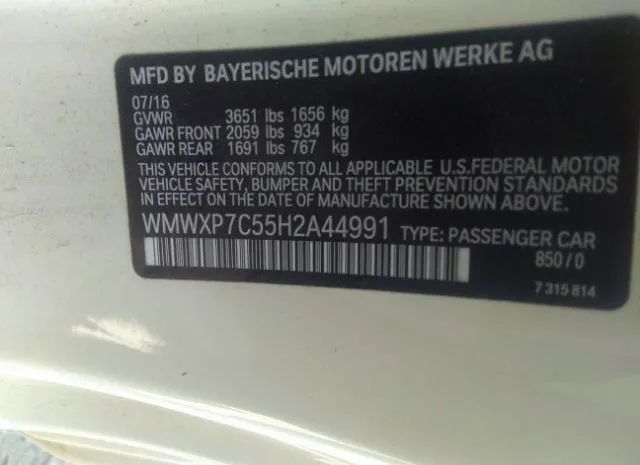 MFD BY BAYERISCHE MOTOREN WERKE AG
07/16
GVWR 3651 lbs 1656 kg
GAWR FRONT 2059 lbs 934 kg
GAWR REAR 1691 lbs 767 kg
THIS VEHICLE CONFORMS TO ALL APPLICABLE U.S.FEDERAL MOTOR
VEHICLE SAFETY, BUMPER AND THEFT PREVENTION STANDARDS
IN EFFECT ON THE DATE OF MANUFACTURE SHOWN ABOVE.
WMWXP7C55H2A44991 TYPE: PASSENGER CAR
850/0
7 315 814